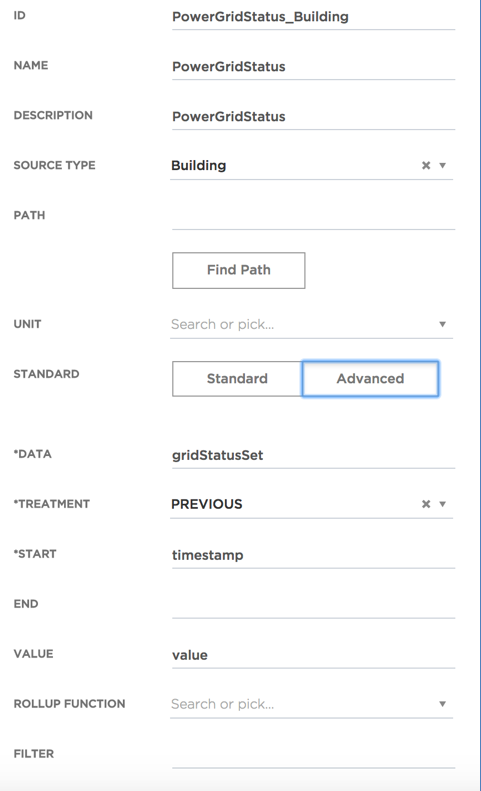 ID PowerGridStatus_Building
NAME PowerGridStatus
DESCRIPTION PowerGridStatus
SOURCE TYPE Building
PATH
Find Path
UNIT Search or pick...
STANDARD Standard Advanced
*DATA gridStatusSet
*TREATMENT PREVIOUS
*START timestamp
END
VALUE value
ROLLUP FUNCTION Search or pick...
FILTER